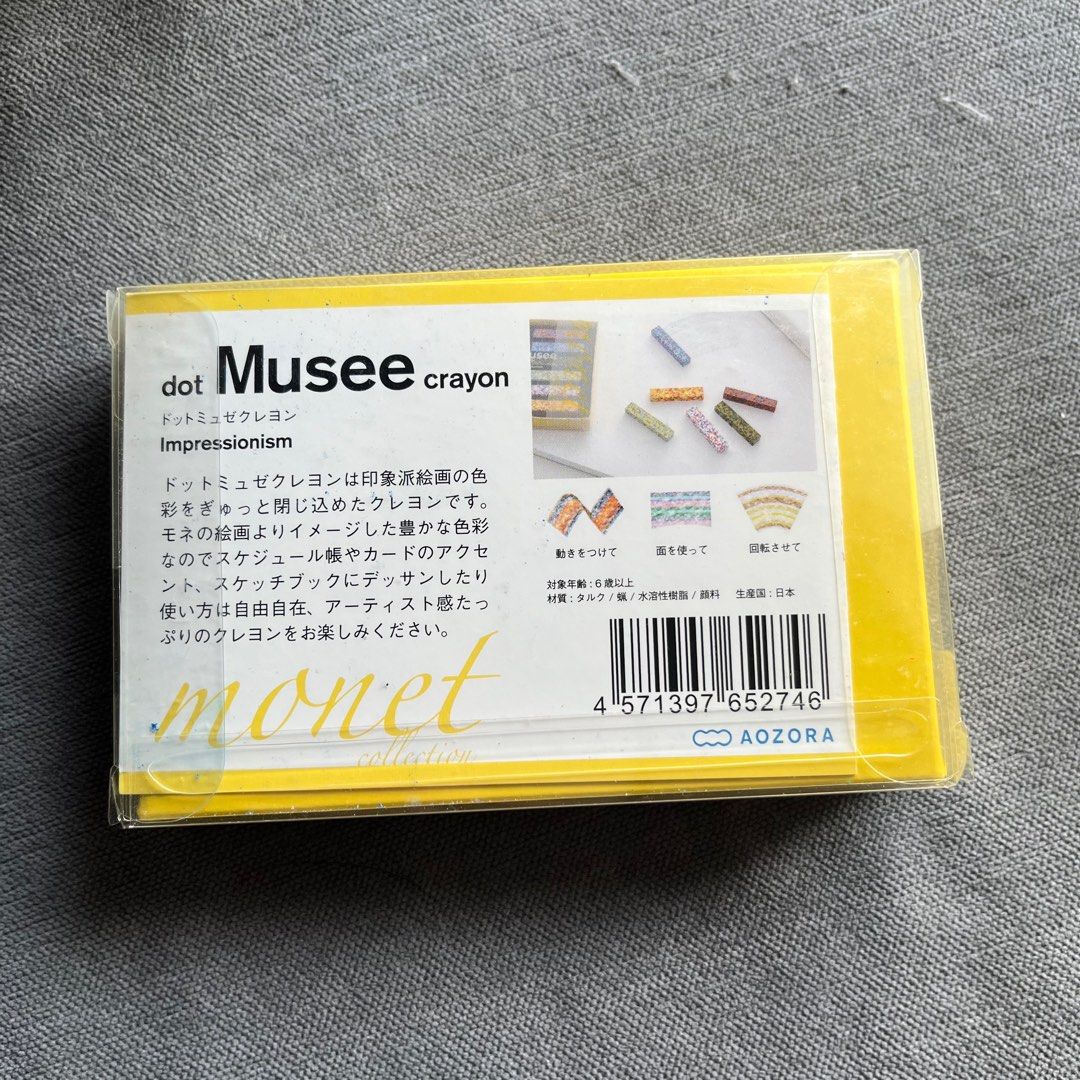 dot Musee crayon
ドットミュゼクレヨン
Impressionism
ドットミュゼクレヨンは印象派絵画の色
彩をぎゅっと閉じ込めたクレヨンです。
モネの絵画よりイメージした豊かな色彩
なのでスケジュール帳やカードのアクセ
ント、スケッチブックにデッサンしたり
使い方は自由自在、アーティスト感たっ
ぷりのクレヨンをお楽しみください。
monet
collection
usee
動きをつけて 面を使って 回転させて
対象年齢：6歳以上
材質：タルク / 蝋 / 水溶性樹脂 / 顔料 生産国：日本
4 571397 652746
AOZORA